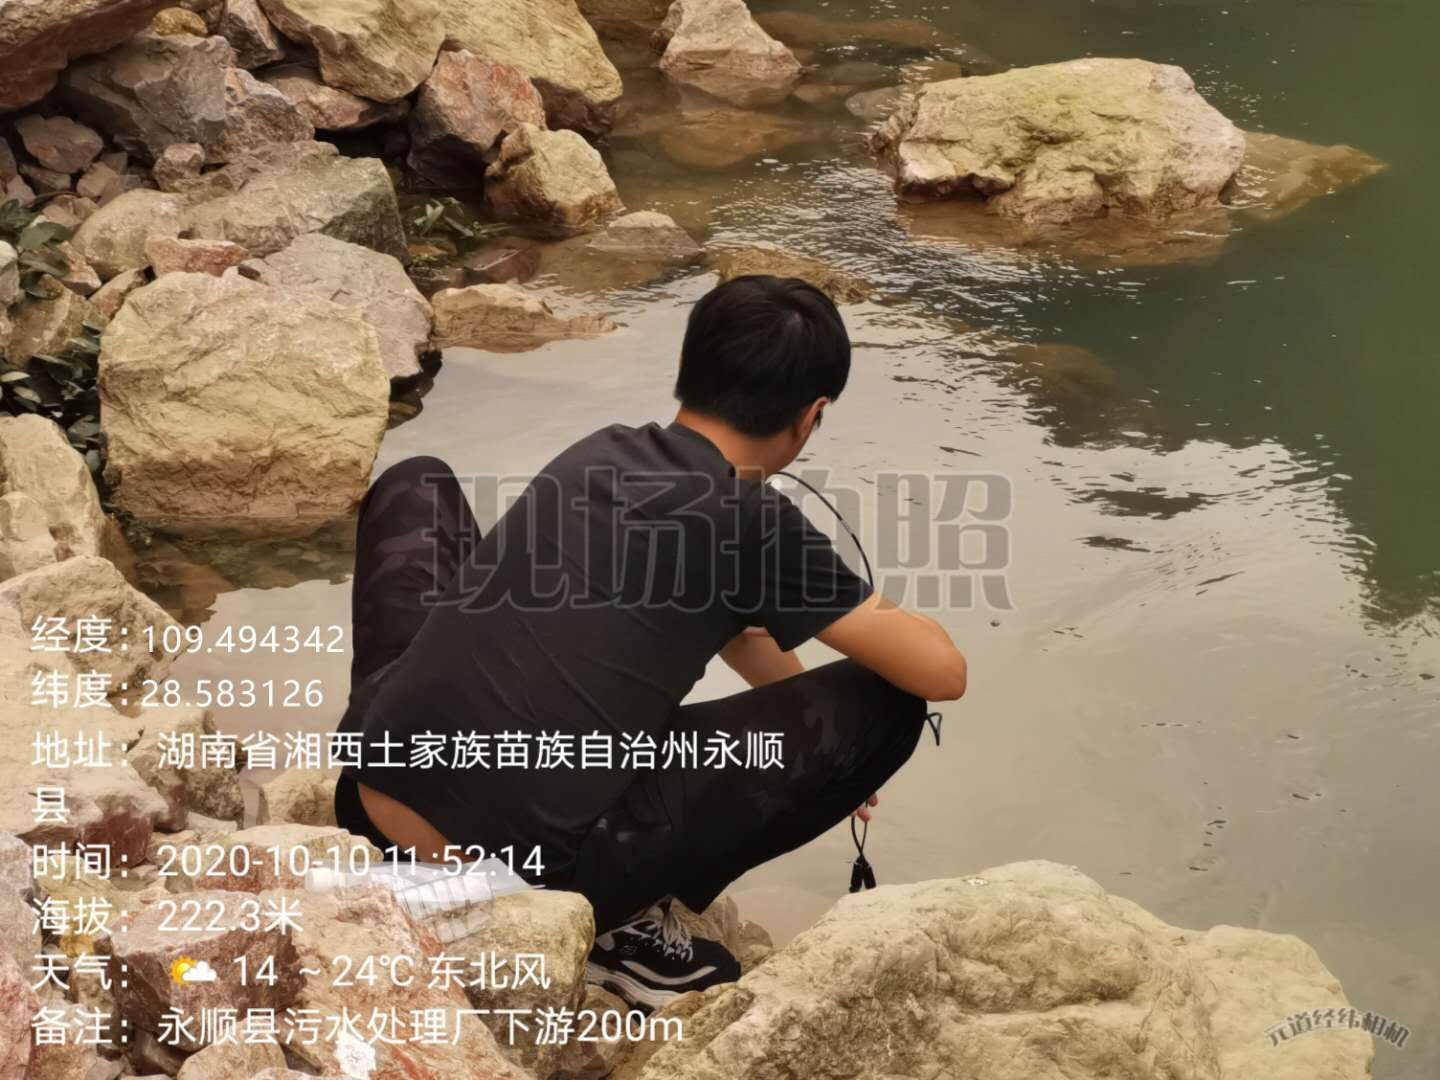 现场拍照
经度:109.494342
纬度:28.583126
地址：湖南省湘西土家族苗族自治州永顺
县
时间：2020-10-10 11:52:14
海拔：222.3米
天气： 14 ~24℃ 东北风
备注：永顺县污水处理厂下游200m
元道经纬相机